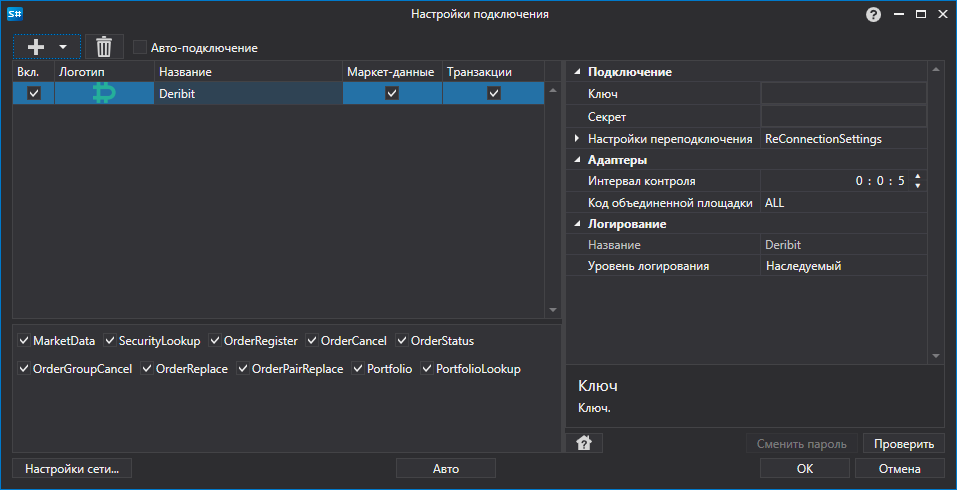 S#
Настройки подключения
?
Авто-подключение
Вкл. Логотип Название Маркет-данные Транзакции
Deribit
Подключение
Ключ
Секрет
Настройки переподключения ReConnectionSettings
Адаптеры
Интервал контроля 0 : 0 : 5
Код объединенной площадки ALL
Логирование
Название Deribit
Уровень логирования Наследуемый
MarketData SecurityLookup OrderRegister OrderCancel OrderStatus
OrderGroupCancel OrderReplace OrderPairReplace Portfolio PortfolioLookup
Ключ
Ключ.
?
Сменить пароль Проверить
Настройки сети... Авто OK Отмена